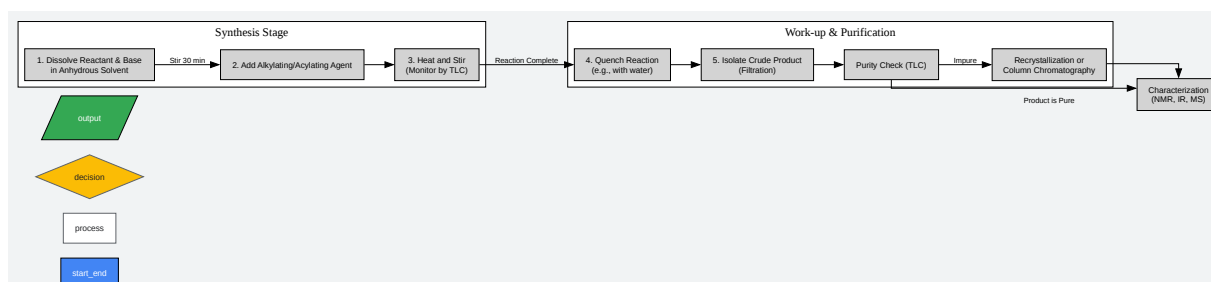 Synthesis Stage
1. Dissolve Reactant & Base
in Anhydrous Solvent
Stir 30 min
2. Add Alkylating/Acylating Agent
3. Heat and Stir
(Monitor by TLC)
Reaction Complete
Work-up & Purification
4. Quench Reaction
(e.g., with water)
5. Isolate Crude Product
(Filtration)
Purity Check (TLC)
Impure
Recrystallization or
Column Chromatography
Product is Pure
Characterization
(NMR, IR, MS)
output
decision
process
start_end